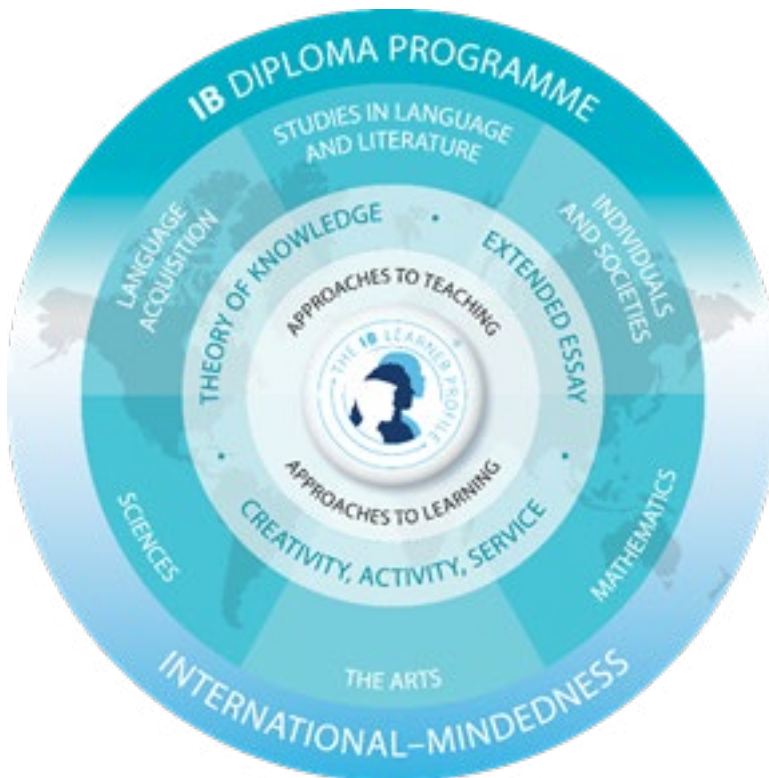 IB DIPLOMA PROGRAMME
STUDIES IN LANGUAGE
AND LITERATURE
LANGUAGE
ACQUISITION
INDIVIDUALS
AND SOCIETIES
THEORY OF KNOWLEDGE
EXTENDED ESSAY
APPROACHES TO TEACHING
THE IB LEARNER PROFILE
APPROACHES TO LEARNING
CREATIVITY, ACTIVITY, SERVICE
SCIENCES
MATHEMATICS
THE ARTS
INTERNATIONAL–MINDEDNESS